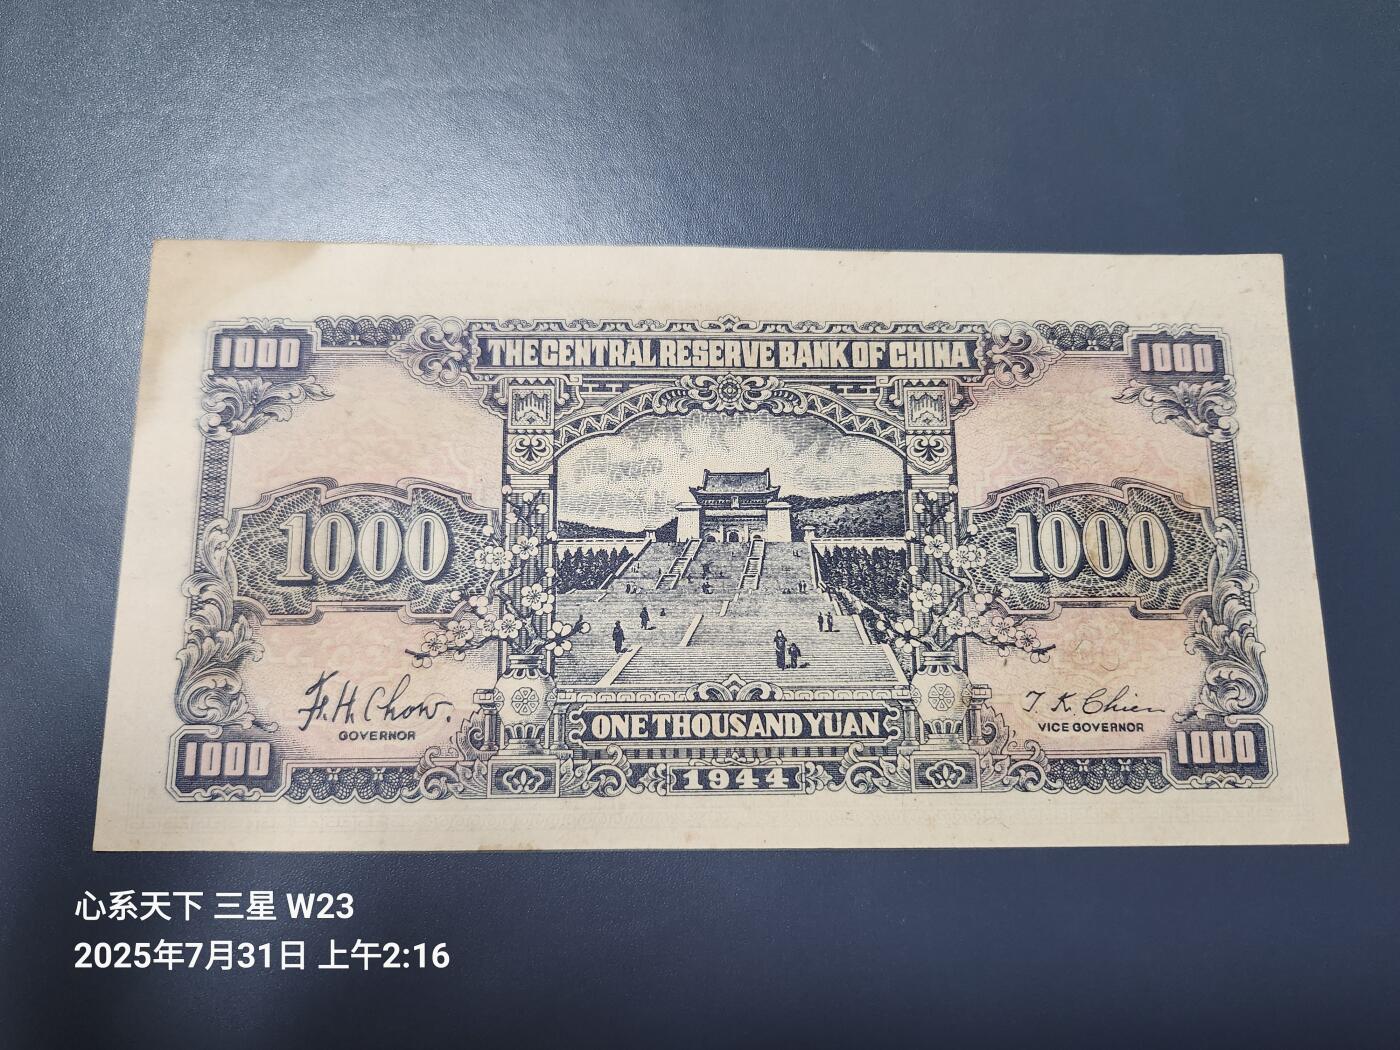 1000
THE CENTRAL RESERVE BANK OF CHINA
1000
1000
1000
F. H. Chow.
GOVERNOR
T. K. Chien
VICE GOVERNOR
ONE THOUSAND YUAN
1000
1944
1000
心系天下 三星 W23
2025年7月31日 上午2:16